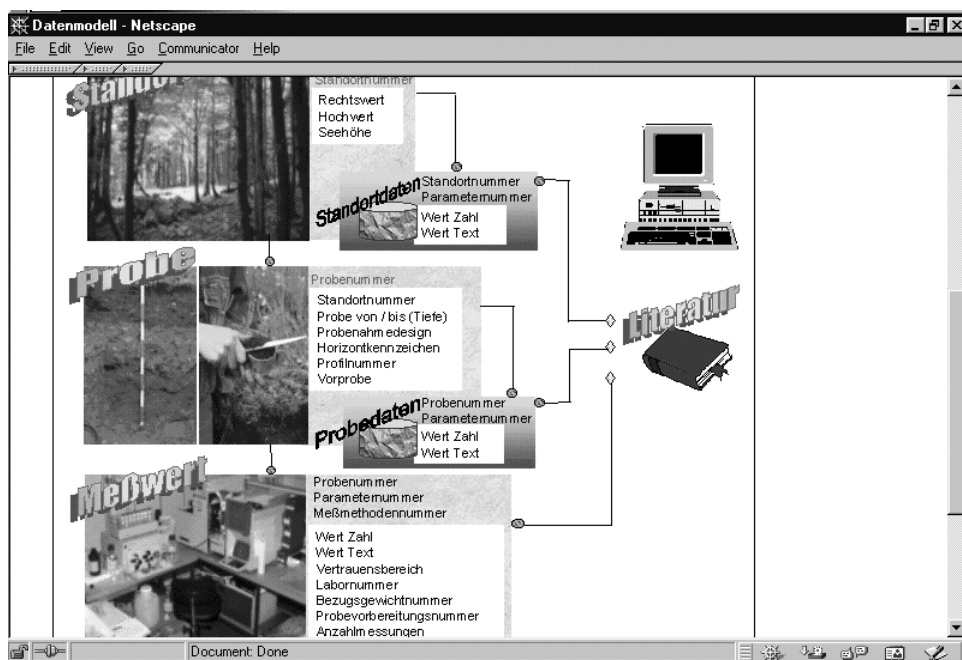 Datenmodell - Netscape
File Edit View Go Communicator Help
Standort
Standortnummer
Rechtswert
Hochwert
Seehöhe
Standortdaten
Standortnummer
Parameternummer
Wert Zahl
Wert Text
Probe
Probenummer
Standortnummer
Probe von / bis (Tiefe)
Probenahmedesign
Horizontkennzeichen
Profilnummer
Vorprobe
Literatur
Probedaten
Probenummer
Parameternummer
Wert Zahl
Wert Text
Meßwert
Probenummer
Parameternummer
Meßmethodennummer
Wert Zahl
Wert Text
Vertrauensbereich
Labornummer
Bezugsgewichtnummer
Probevorbereitungsnummer
Anzahlmessungen
Document: Done